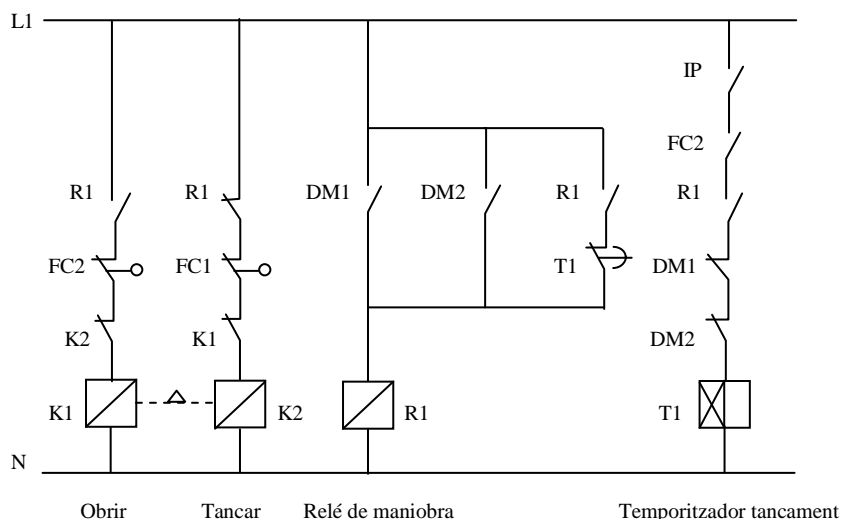 L1
IP
FC2
R1 R1 DM1 DM2 R1 R1
FC2 FC1 T1 DM1
K2 K1 DM2
K1 K2 R1 T1
N
Obrir Tancar Relé de maniobra Temporitzador tancament